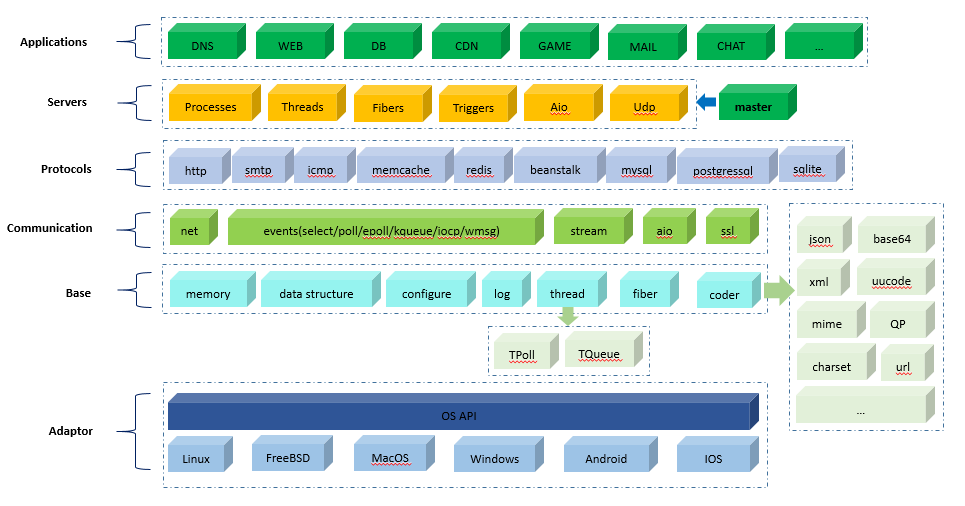 Applications
DNS
WEB
DB
CDN
GAME
MAIL
CHAT
...
Servers
Processes
Threads
Fibers
Triggers
Aio
Udp
master
Protocols
http
smtp
icmp
memcache
redis
beanstalk
mysql
postgressql
sqlite
Communication
net
events(select/poll/epoll/kqueue/iocp/wmsg)
stream
aio
ssl
Base
memory
data structure
configure
log
thread
fiber
coder
TPoll
TQueue
json
base64
xml
uucode
mime
QP
charset
url
...
Adaptor
OS API
Linux
FreeBSD
MacOS
Windows
Android
IOS